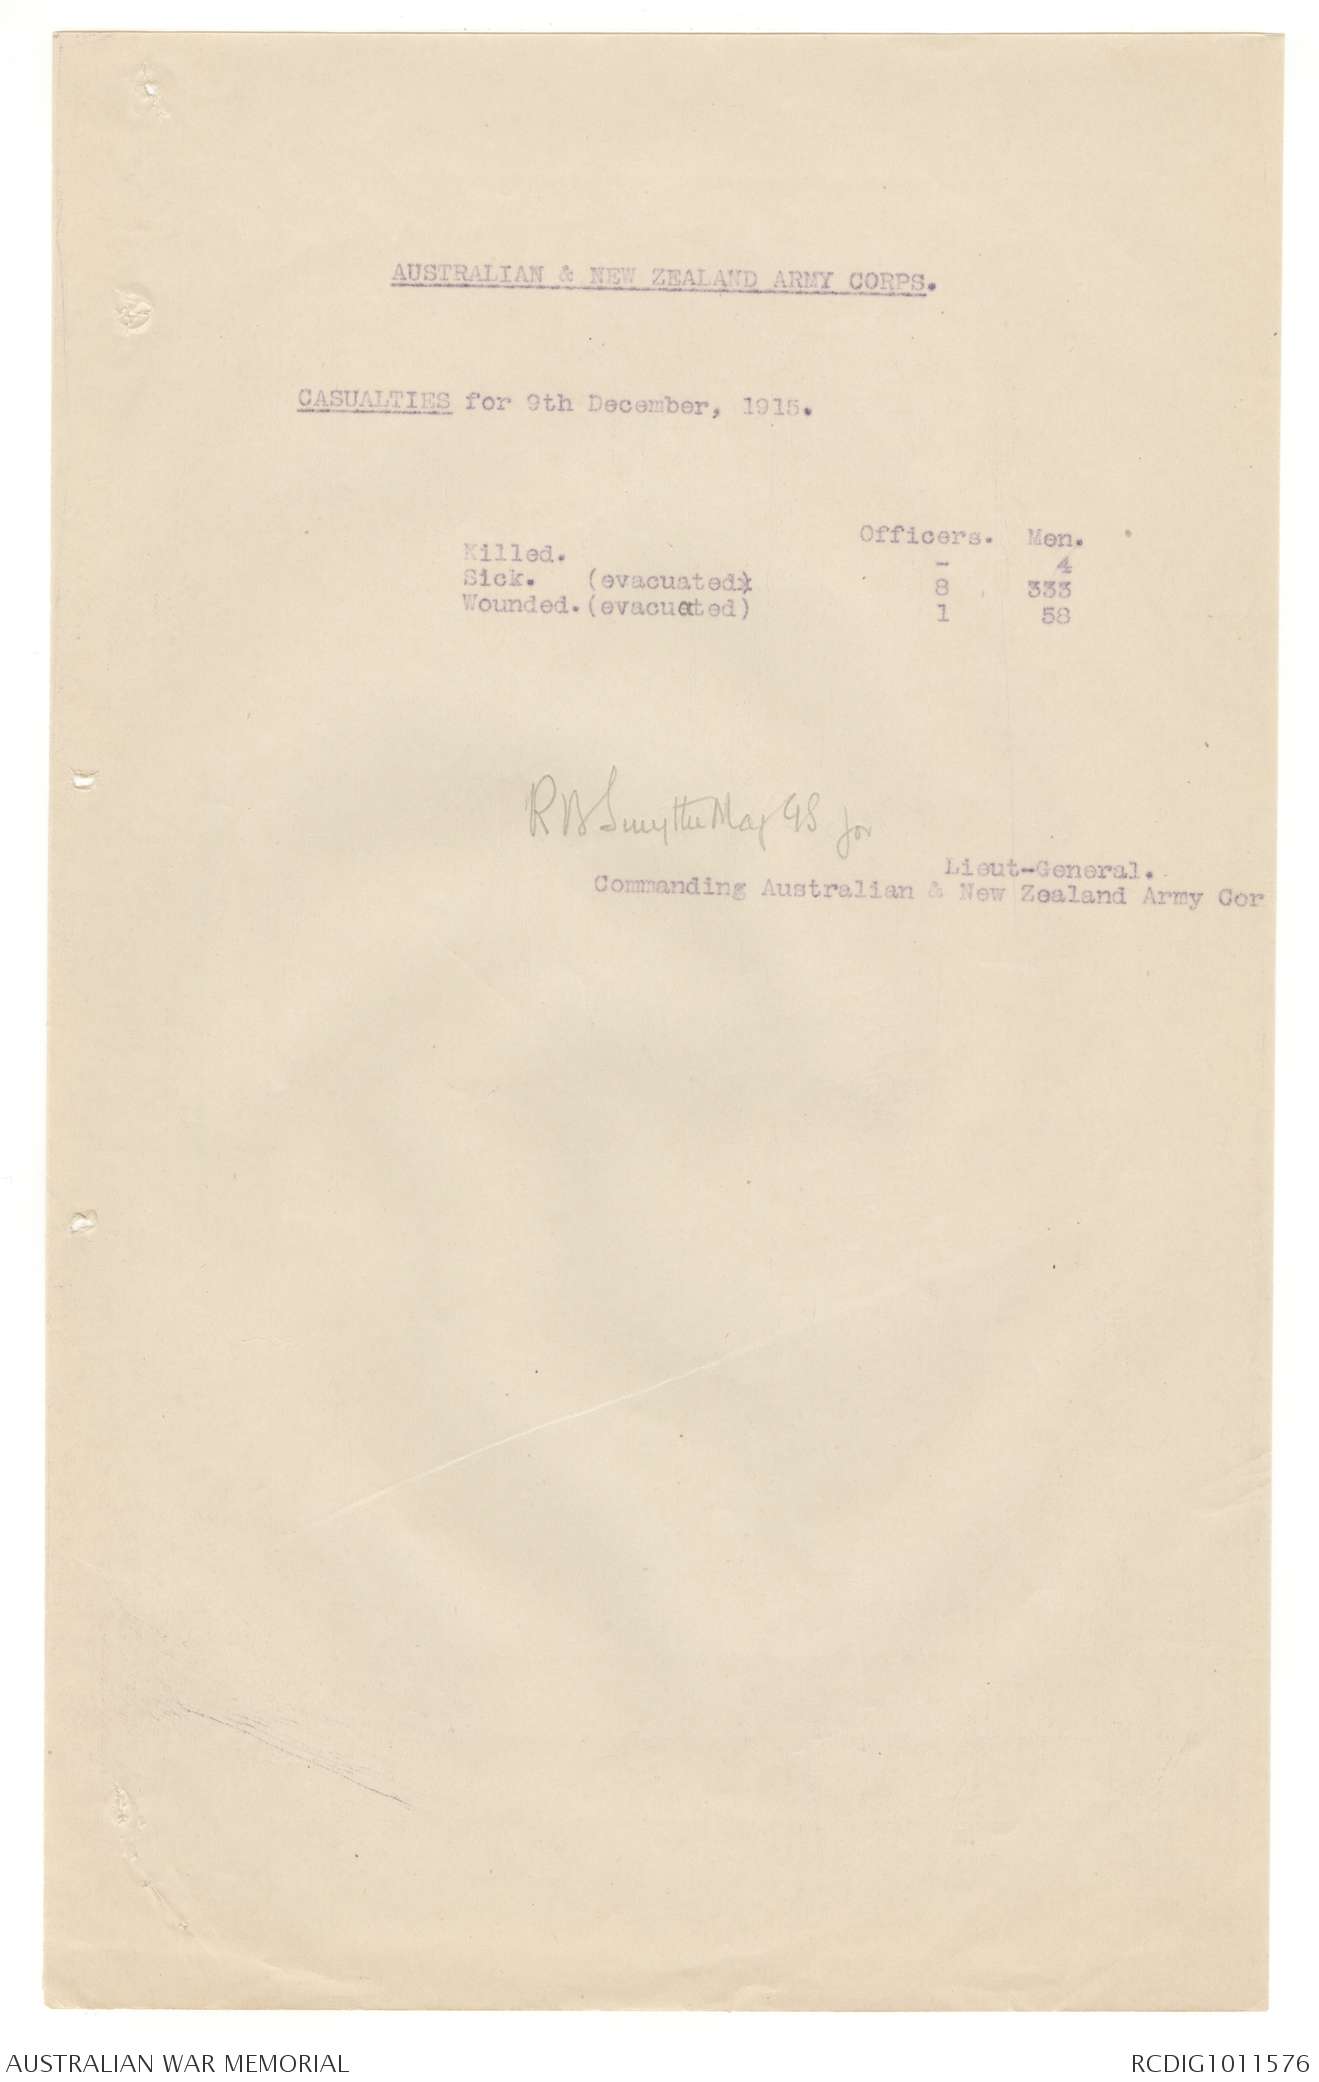 AUSTRALIAN & NEW ZEALAND ARMY CORPS.
CASUALTIES for 9th December, 1915.
Officers. Men.
Killed. - 4
Sick. (evacuated) 8 333
Wounded. (evacuated) 1 58
R B Smythe Maj GS for
Lieut-General.
Commanding Australian & New Zealand Army Cor
AUSTRALIAN WAR MEMORIAL
RCDIG1011576